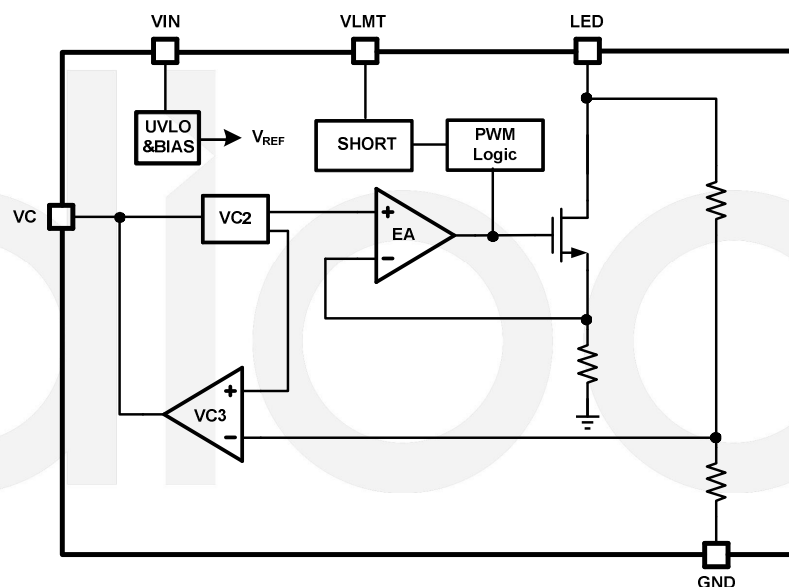 VIN
VLMT
LED
UVLO
&BIAS
VREF
SHORT
PWM
Logic
VC
VC2
+
EA
−
+
VC3
−
GND